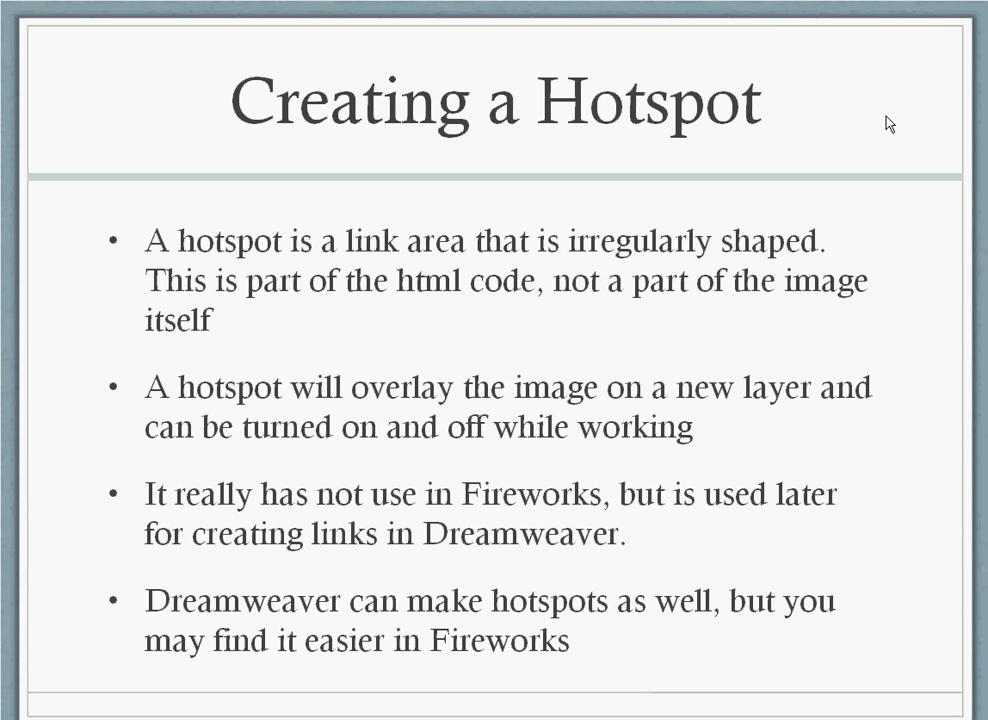 Creating a Hotspot
• A hotspot is a link area that is irregularly shaped.
This is part of the html code, not a part of the image
itself
• A hotspot will overlay the image on a new layer and
can be turned on and off while working
• It really has not use in Fireworks, but is used later
for creating links in Dreamweaver.
• Dreamweaver can make hotspots as well, but you
may find it easier in Fireworks